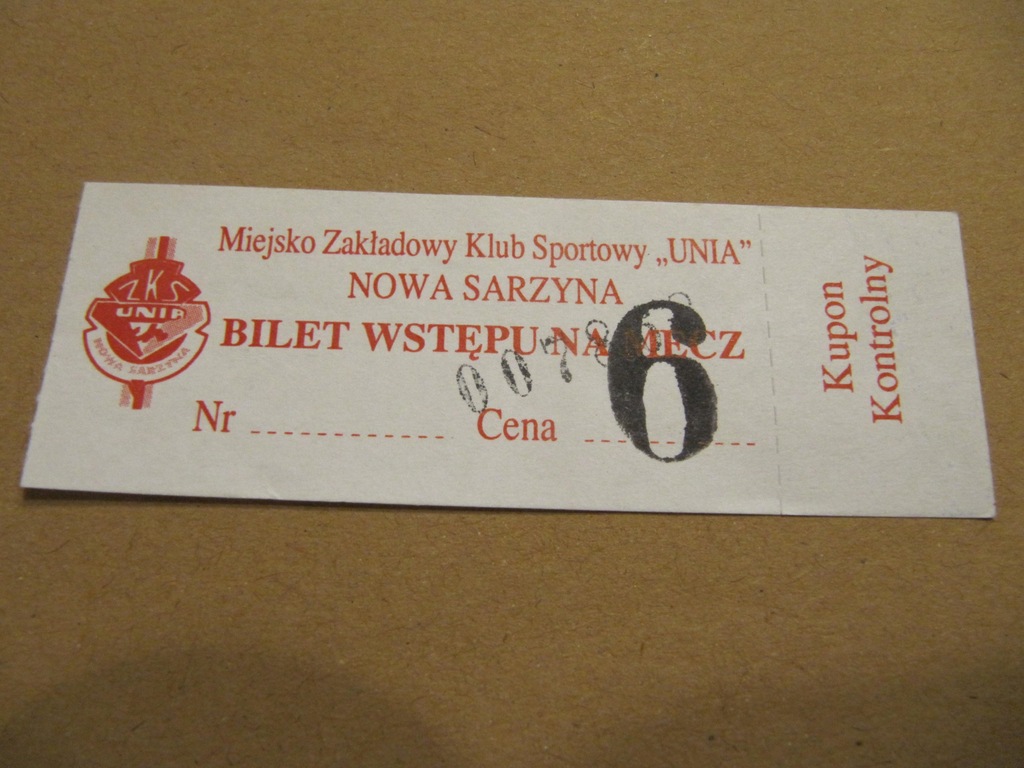 Miejsko Zakładowy Klub Sportowy „UNIA”
NOWA SARZYNA
BILET WSTĘPU NA MECZ
Nr
Cena
6
Kupon
Kontrolny
ZKS
UNIA
NOWA SARZYNA